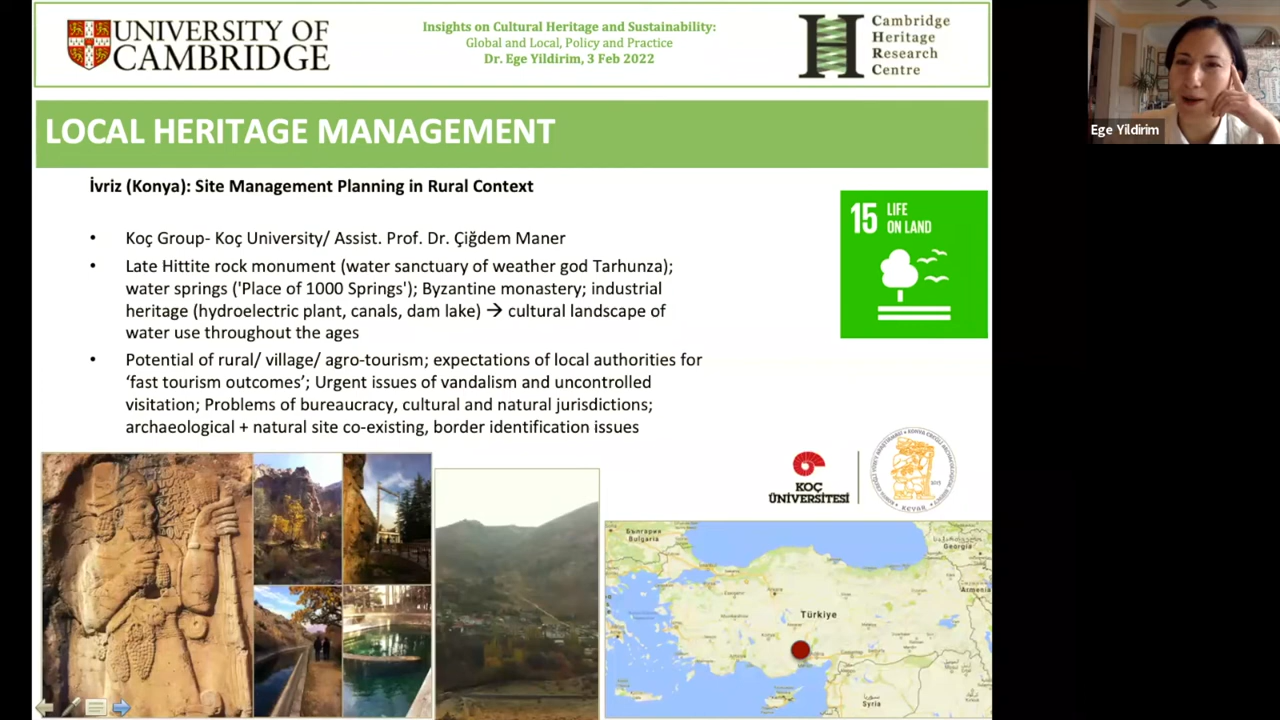 UNIVERSITY OF
CAMBRIDGE
Insights on Cultural Heritage and Sustainability:
Global and Local, Policy and Practice
Dr. Ege Yildirim, 3 Feb 2022
Cambridge
Heritage
Research
Centre
Ege Yildirim
LOCAL HERITAGE MANAGEMENT
İvriz (Konya): Site Management Planning in Rural Context
• Koç Group- Koç University/ Assist. Prof. Dr. Çiğdem Maner
• Late Hittite rock monument (water sanctuary of weather god Tarhunza);
water springs ('Place of 1000 Springs'); Byzantine monastery; industrial
heritage (hydroelectric plant, canals, dam lake) → cultural landscape of
water use throughout the ages
• Potential of rural/ village/ agro-tourism; expectations of local authorities for
‘fast tourism outcomes’; Urgent issues of vandalism and uncontrolled
visitation; Problems of bureaucracy, cultural and natural jurisdictions;
archaeological + natural site co-existing, border identification issues
15 LIFE
ON LAND
KOÇ
ÜNİVERSİTESİ
KEYAR
България
Bulgaria
Georgia
Armenia
Türkiye
سوريا
Syria